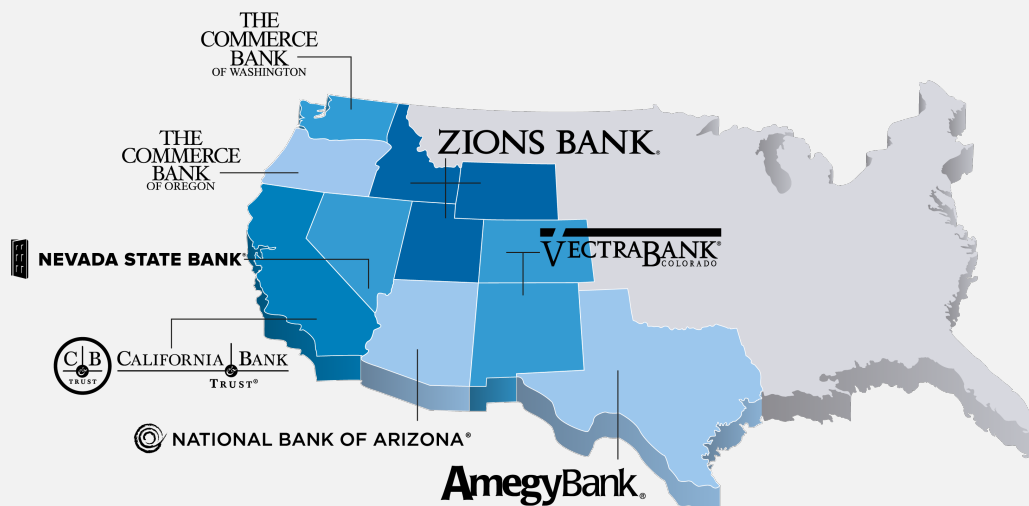 THE
COMMERCE
BANK
OF WASHINGTON
THE
COMMERCE
BANK
OF OREGON
ZIONS BANK®
VECTRABANK®
COLORADO
NEVADA STATE BANK®
C B
TRUST
CALIFORNIA BANK
& TRUST®
NATIONAL BANK OF ARIZONA®
AmegyBank®